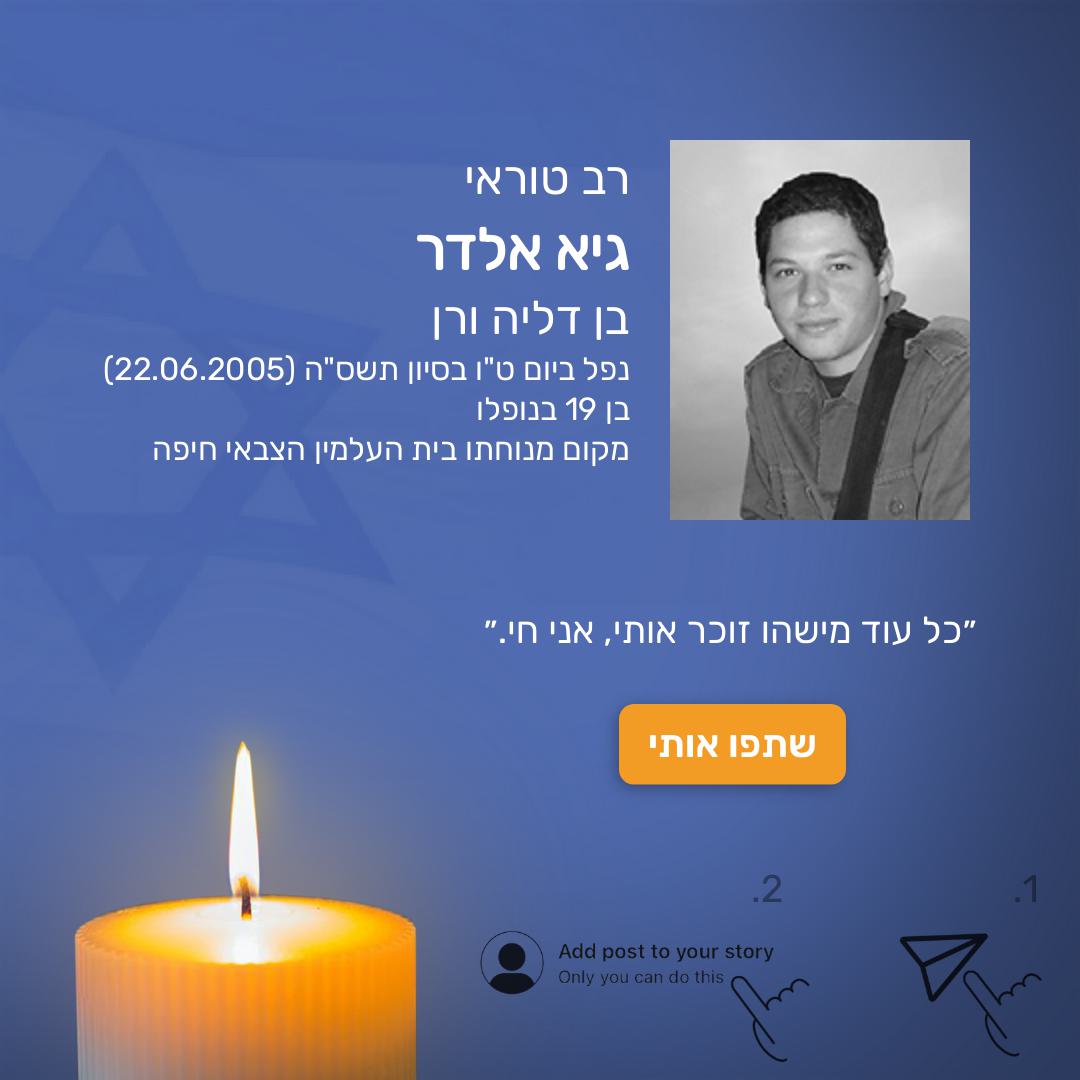 רב טוראי
גיא אלדר
בן דליה ורן
נפל ביום ט"ו בסיון תשס"ה (22.06.2005)
בן 19 בנופלו
מקום מנוחתו בית העלמין הצבאי חיפה
״כל עוד מישהו זוכר אותי, אני חי.״
שתפו אותי
.1
.2
Add post to your story
Only you can do this